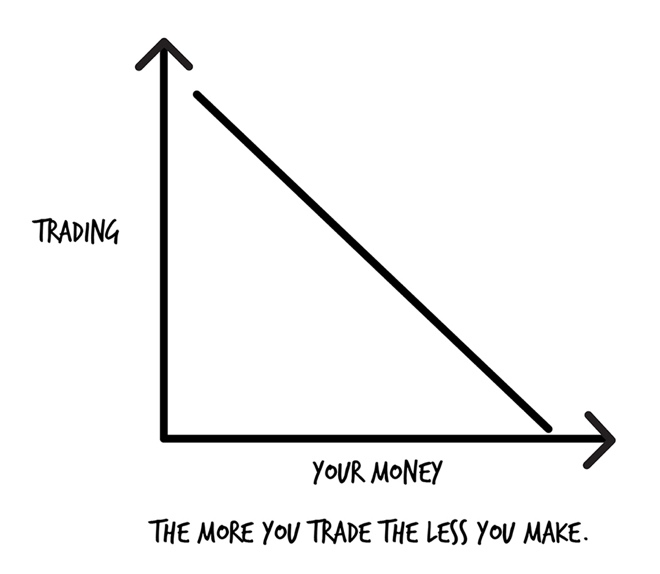 TRADING
YOUR MONEY
THE MORE YOU TRADE THE LESS YOU MAKE.